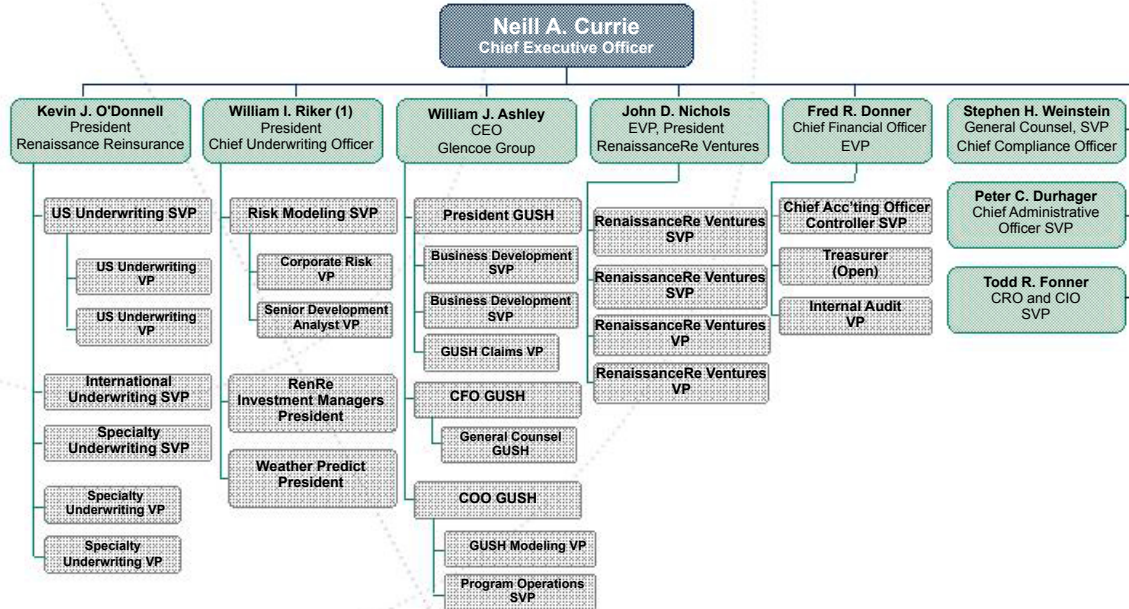 Neill A. Currie
Chief Executive Officer
Kevin J. O'Donnell
President
Renaissance Reinsurance
US Underwriting SVP
US Underwriting
VP
US Underwriting
VP
International
Underwriting SVP
Specialty
Underwriting SVP
Specialty
Underwriting VP
Specialty
Underwriting VP
William I. Riker (1)
President
Chief Underwriting Officer
Risk Modeling SVP
Corporate Risk
VP
Senior Development
Analyst VP
RenRe
Investment Managers
President
Weather Predict
President
William J. Ashley
CEO
Glencoe Group
President GUSH
Business Development
SVP
Business Development
SVP
GUSH Claims VP
CFO GUSH
General Counsel
GUSH
COO GUSH
GUSH Modeling VP
Program Operations
SVP
John D. Nichols
EVP, President
RenaissanceRe Ventures
RenaissanceRe Ventures
SVP
RenaissanceRe Ventures
SVP
RenaissanceRe Ventures
VP
RenaissanceRe Ventures
VP
Fred R. Donner
Chief Financial Officer
EVP
Chief Acc'ting Officer
Controller SVP
Treasurer
(Open)
Internal Audit
VP
Stephen H. Weinstein
General Counsel, SVP
Chief Compliance Officer
Peter C. Durhager
Chief Administrative
Officer SVP
Todd R. Fonner
CRO and CIO
SVP